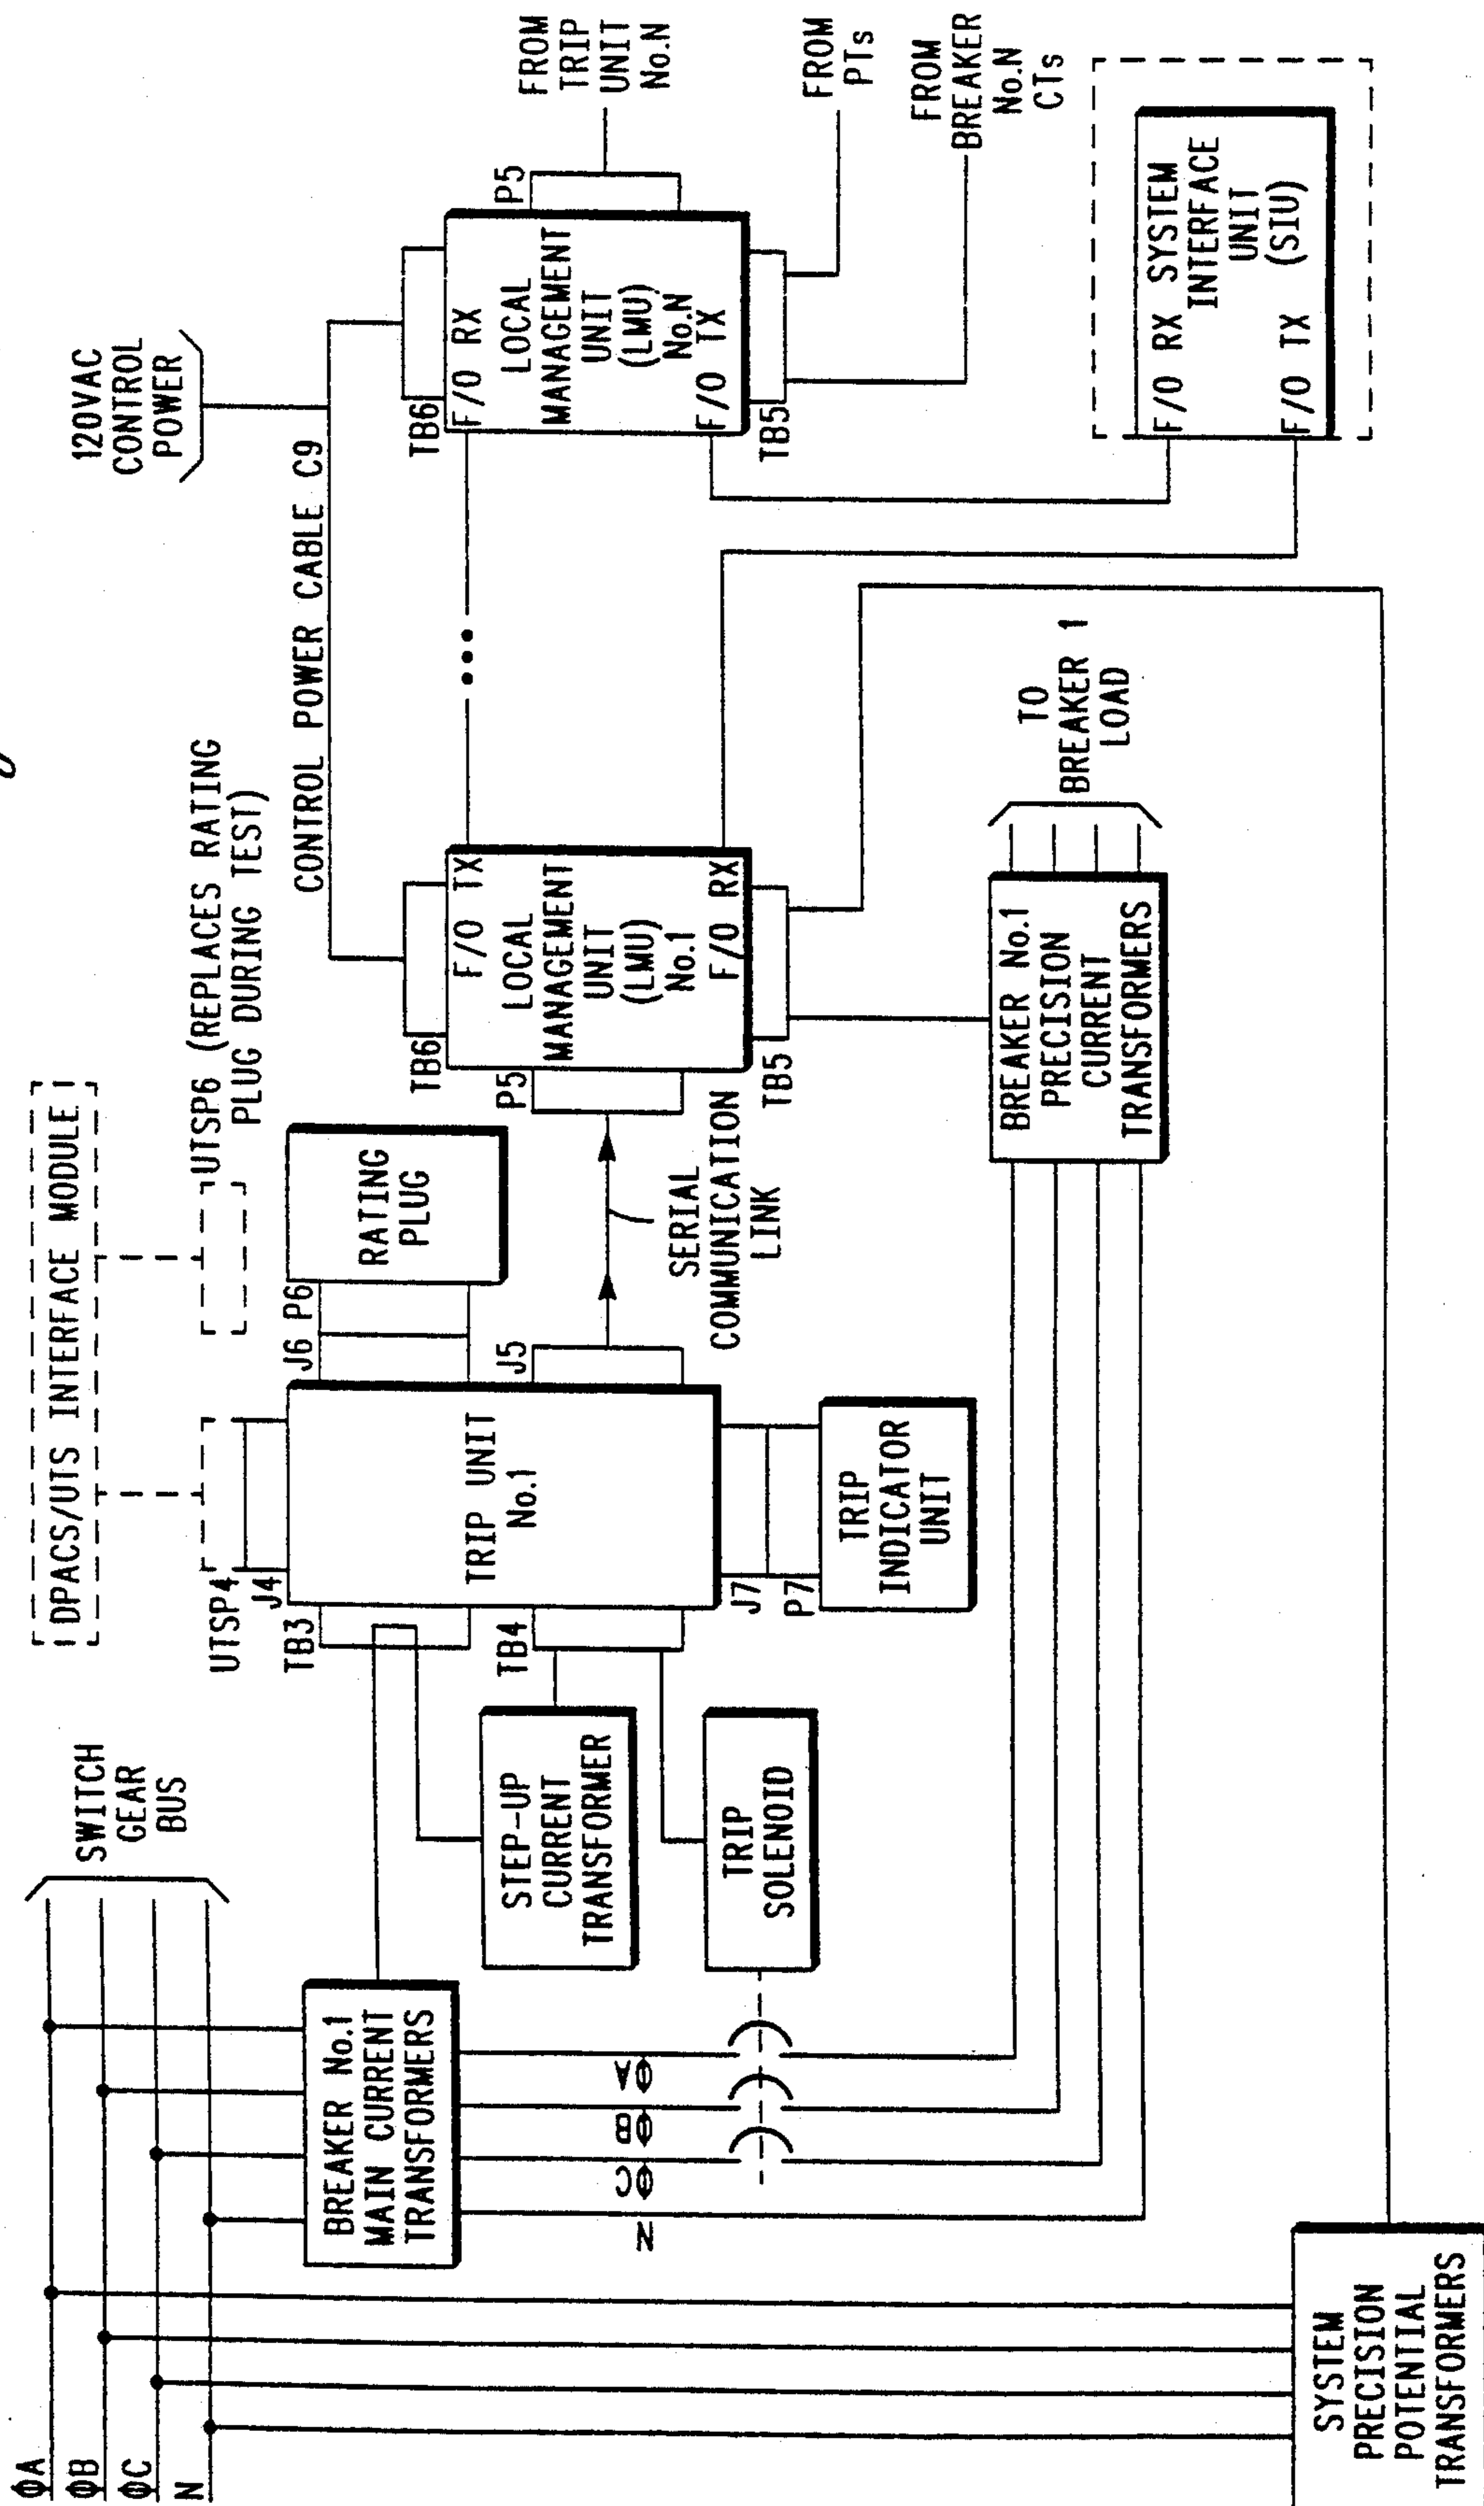 120VAC
CONTROL
POWER
CONTROL POWER CABLE C9
DPACS/UTS INTERFACE MODULE
UTSP6 (REPLACES RATING
PLUG DURING TEST)
SWITCH
GEAR
BUS
ΦA
ΦB
ΦC
N
UTSP4
J4
TB3
TB4
TRIP UNIT
No.1
J6 P6
RATING
PLUG
J5
SERIAL
COMMUNICATION
LINK
J7
P7
TRIP
INDICATOR
UNIT
STEP-UP
CURRENT
TRANSFORMER
TRIP
SOLENOID
BREAKER No.1
MAIN CURRENT
TRANSFORMERS
N
ΦC
ΦB
ΦA
TB6
F/O TX
LOCAL
MANAGEMENT
UNIT
(LMU)
No.1
F/O RX
P5
TB5
BREAKER No.1
PRECISION
CURRENT
TRANSFORMERS
TO
BREAKER 1
LOAD
TB6
F/O RX
LOCAL
MANAGEMENT
UNIT
(LMU)
No.N
F/O TX
P5
TB5
FROM
TRIP
UNIT
No.N
FROM
PTs
FROM
BREAKER
No.N
CTs
F/O RX SYSTEM
INTERFACE
UNIT
(SIU)
F/O TX
SYSTEM
PRECISION
POTENTIAL
TRANSFORMERS